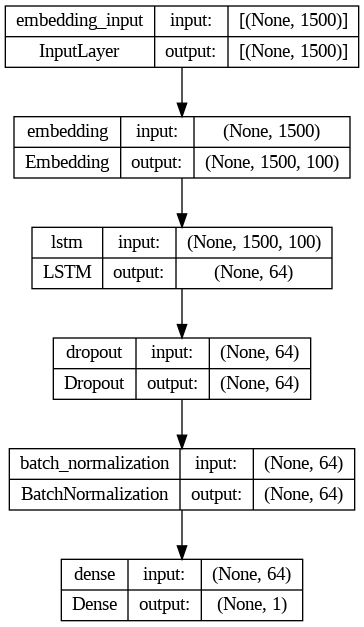 embedding_input input: [(None, 1500)]
InputLayer output: [(None, 1500)]
embedding input: (None, 1500)
Embedding output: (None, 1500, 100)
lstm input: (None, 1500, 100)
LSTM output: (None, 64)
dropout input: (None, 64)
Dropout output: (None, 64)
batch_normalization input: (None, 64)
BatchNormalization output: (None, 64)
dense input: (None, 64)
Dense output: (None, 1)